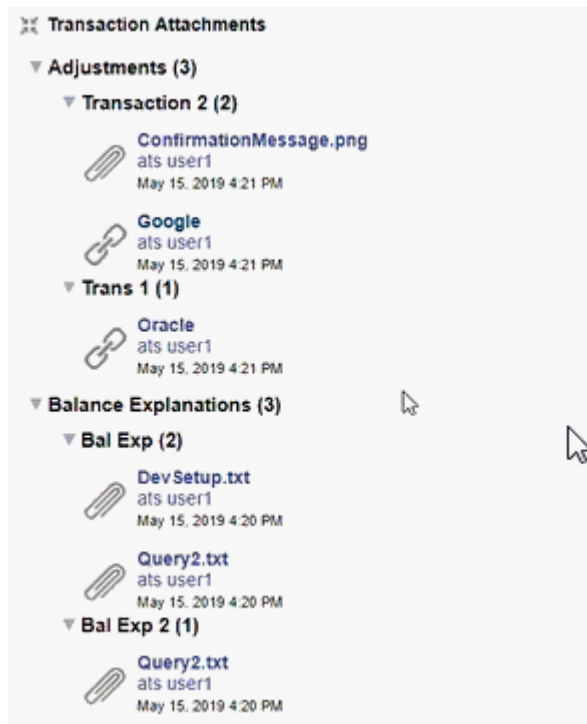 Transaction Attachments
Adjustments (3)
Transaction 2 (2)
ConfirmationMessage.png
ats user1
May 15, 2019 4:21 PM
Google
ats user1
May 15, 2019 4:21 PM
Trans 1 (1)
Oracle
ats user1
May 15, 2019 4:21 PM
Balance Explanations (3)
Bal Exp (2)
DevSetup.txt
ats user1
May 15, 2019 4:20 PM
Query2.txt
ats user1
May 15, 2019 4:20 PM
Bal Exp 2 (1)
Query2.txt
ats user1
May 15, 2019 4:20 PM